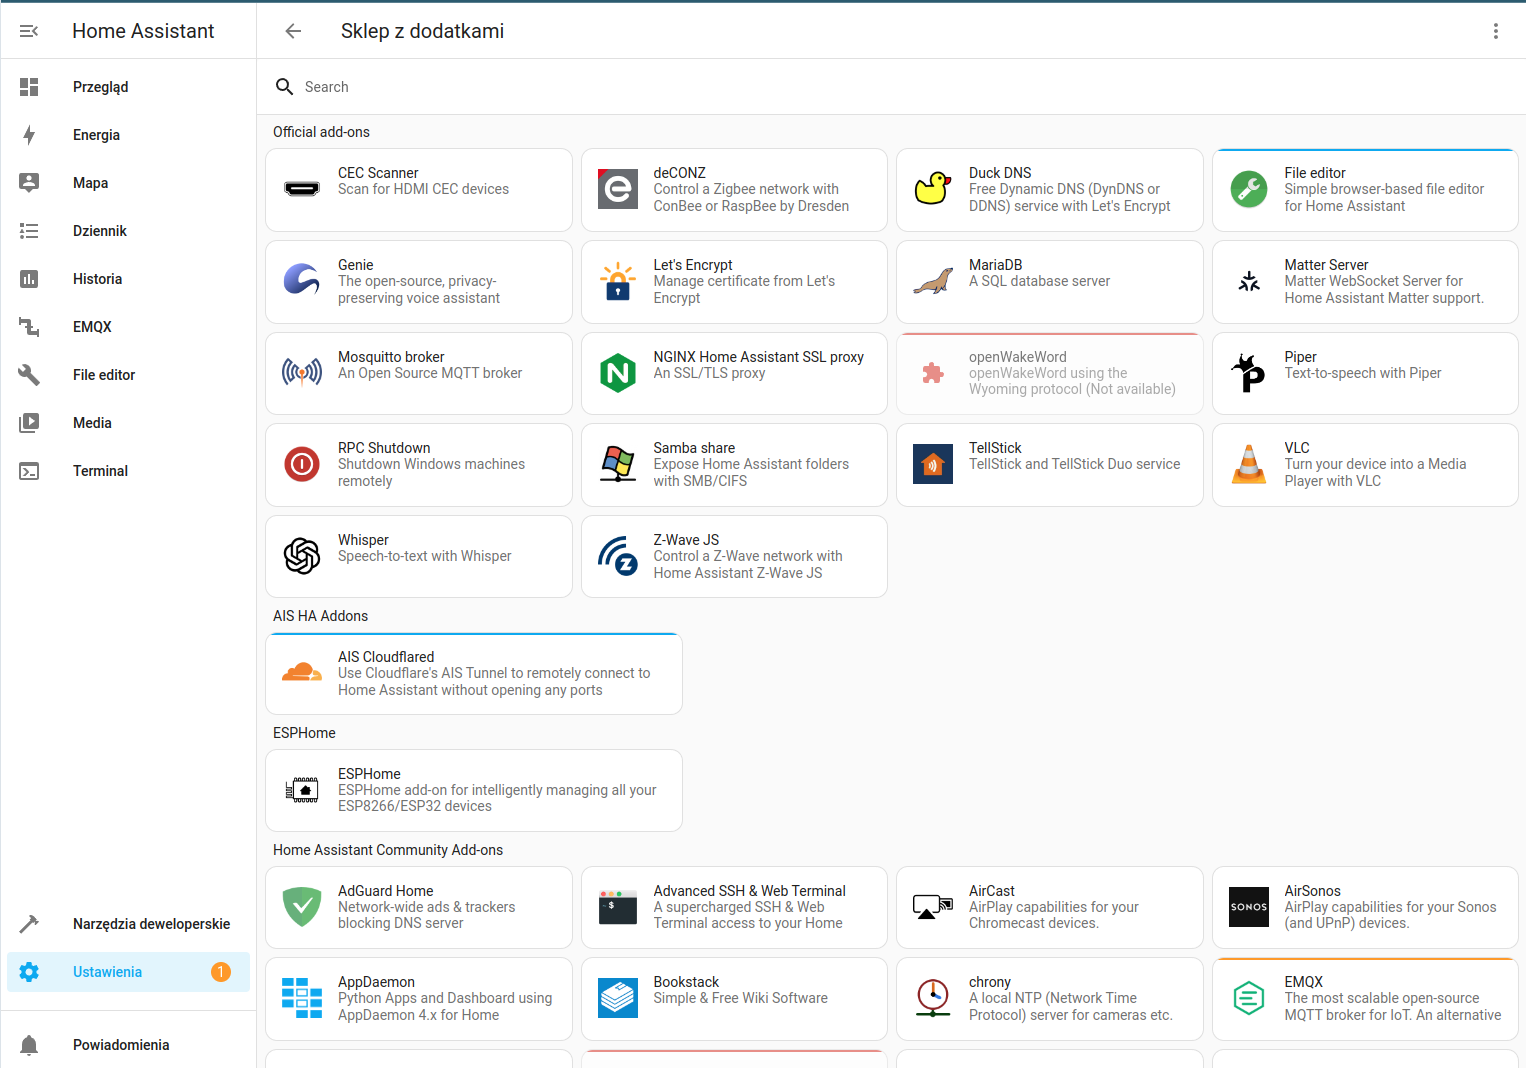 Home Assistant
Sklep z dodatkami
Przegląd
Energia
Mapa
Dziennik
Historia
EMQX
File editor
Media
Terminal
Narzędzia deweloperskie
Ustawienia
1
Powiadomienia
Search
Official add-ons
CEC Scanner
Scan for HDMI CEC devices
deCONZ
Control a Zigbee network with
ConBee or RaspBee by Dresden
Duck DNS
Free Dynamic DNS (DynDNS or
DDNS) service with Let's Encrypt
File editor
Simple browser-based file editor
for Home Assistant
Genie
The open-source, privacy-
preserving voice assistant
Let's Encrypt
Manage certificate from Let's
Encrypt
MariaDB
A SQL database server
Matter Server
Matter WebSocket Server for
Home Assistant Matter support.
Mosquitto broker
An Open Source MQTT broker
NGINX Home Assistant SSL proxy
An SSL/TLS proxy
openWakeWord
openWakeWord using the
Wyoming protocol (Not available)
Piper
Text-to-speech with Piper
RPC Shutdown
Shutdown Windows machines
remotely
Samba share
Expose Home Assistant folders
with SMB/CIFS
TellStick
TellStick and TellStick Duo service
VLC
Turn your device into a Media
Player with VLC
Whisper
Speech-to-text with Whisper
Z-Wave JS
Control a Z-Wave network with
Home Assistant Z-Wave JS
AIS HA Addons
AIS Cloudflared
Use Cloudflare's AIS Tunnel to remotely connect to
Home Assistant without opening any ports
ESPHome
ESPHome
ESPHome add-on for intelligently managing all your
ESP8266/ESP32 devices
Home Assistant Community Add-ons
AdGuard Home
Network-wide ads & trackers
blocking DNS server
Advanced SSH & Web Terminal
A supercharged SSH & Web
Terminal access to your Home
AirCast
AirPlay capabilities for your
Chromecast devices.
SONOS
AirSonos
AirPlay capabilities for your Sonos
(and UPnP) devices.
AppDaemon
Python Apps and Dashboard using
AppDaemon 4.x for Home
Bookstack
Simple & Free Wiki Software
chrony
A local NTP (Network Time
Protocol) server for cameras etc.
EMQX
The most scalable open-source
MQTT broker for IoT. An alternative